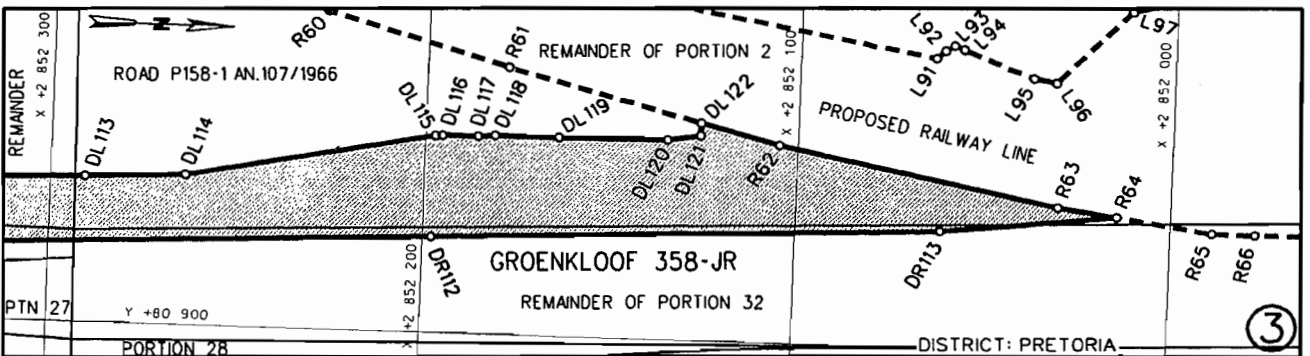 REMAINDER
X +2 852 300
N
ROAD P158-1 AN.107/1966
R60
R61
REMAINDER OF PORTION 2
X +2 852 100
L92
L93
L94
L91
L95
L96
L97
X +2 852 000
PROPOSED RAILWAY LINE
DL113
DL114
DL115
DL116
DL117
DL118
DL119
DL120
DL121
DL122
R62
R63
R64
R65
R66
DR112
DR113
X +2 852 200
GROENKLOOF 358-JR
REMAINDER OF PORTION 32
PTN 27
Y +80 900
PORTION 28
DISTRICT: PRETORIA
3